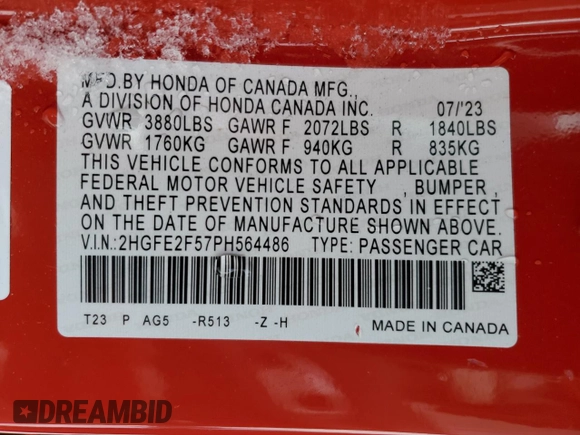 MFD.BY HONDA OF CANADA MFG.,
A DIVISION OF HONDA CANADA INC. 07/'23
GVWR 3880LBS GAWR F 2072LBS R 1840LBS
GVWR 1760KG GAWR F 940KG R 835KG
THIS VEHICLE CONFORMS TO ALL APPLICABLE
FEDERAL MOTOR VEHICLE SAFETY , BUMPER ,
AND THEFT PREVENTION STANDARDS IN EFFECT
ON THE DATE OF MANUFACTURE SHOWN ABOVE.
V.I.N.:2HGFE2F57PH564486 TYPE: PASSENGER CAR
T23 P AG5 -R513 -Z -H MADE IN CANADA
DREAMBID